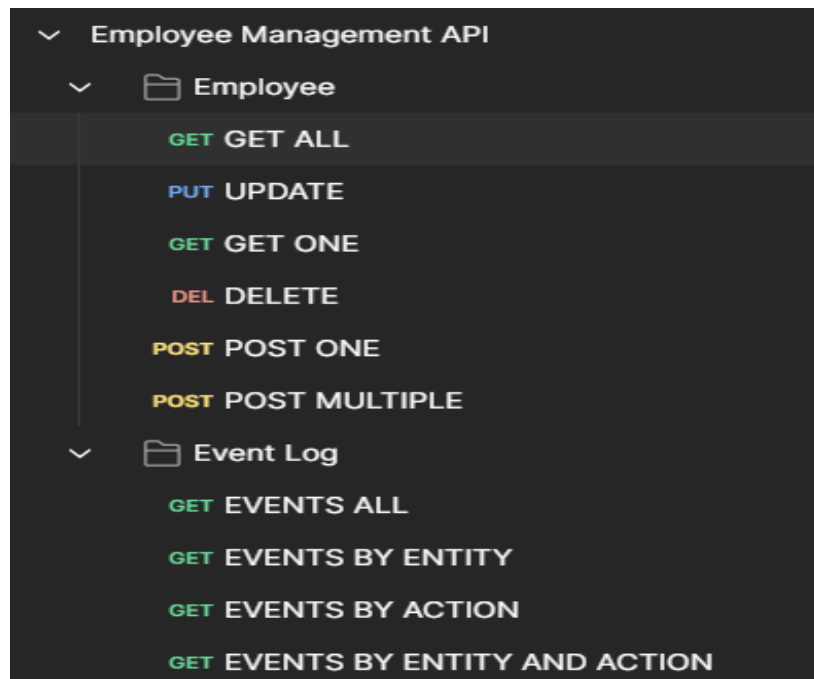 Employee Management API
Employee
GET GET ALL
PUT UPDATE
GET GET ONE
DEL DELETE
POST POST ONE
POST POST MULTIPLE
Event Log
GET EVENTS ALL
GET EVENTS BY ENTITY
GET EVENTS BY ACTION
GET EVENTS BY ENTITY AND ACTION